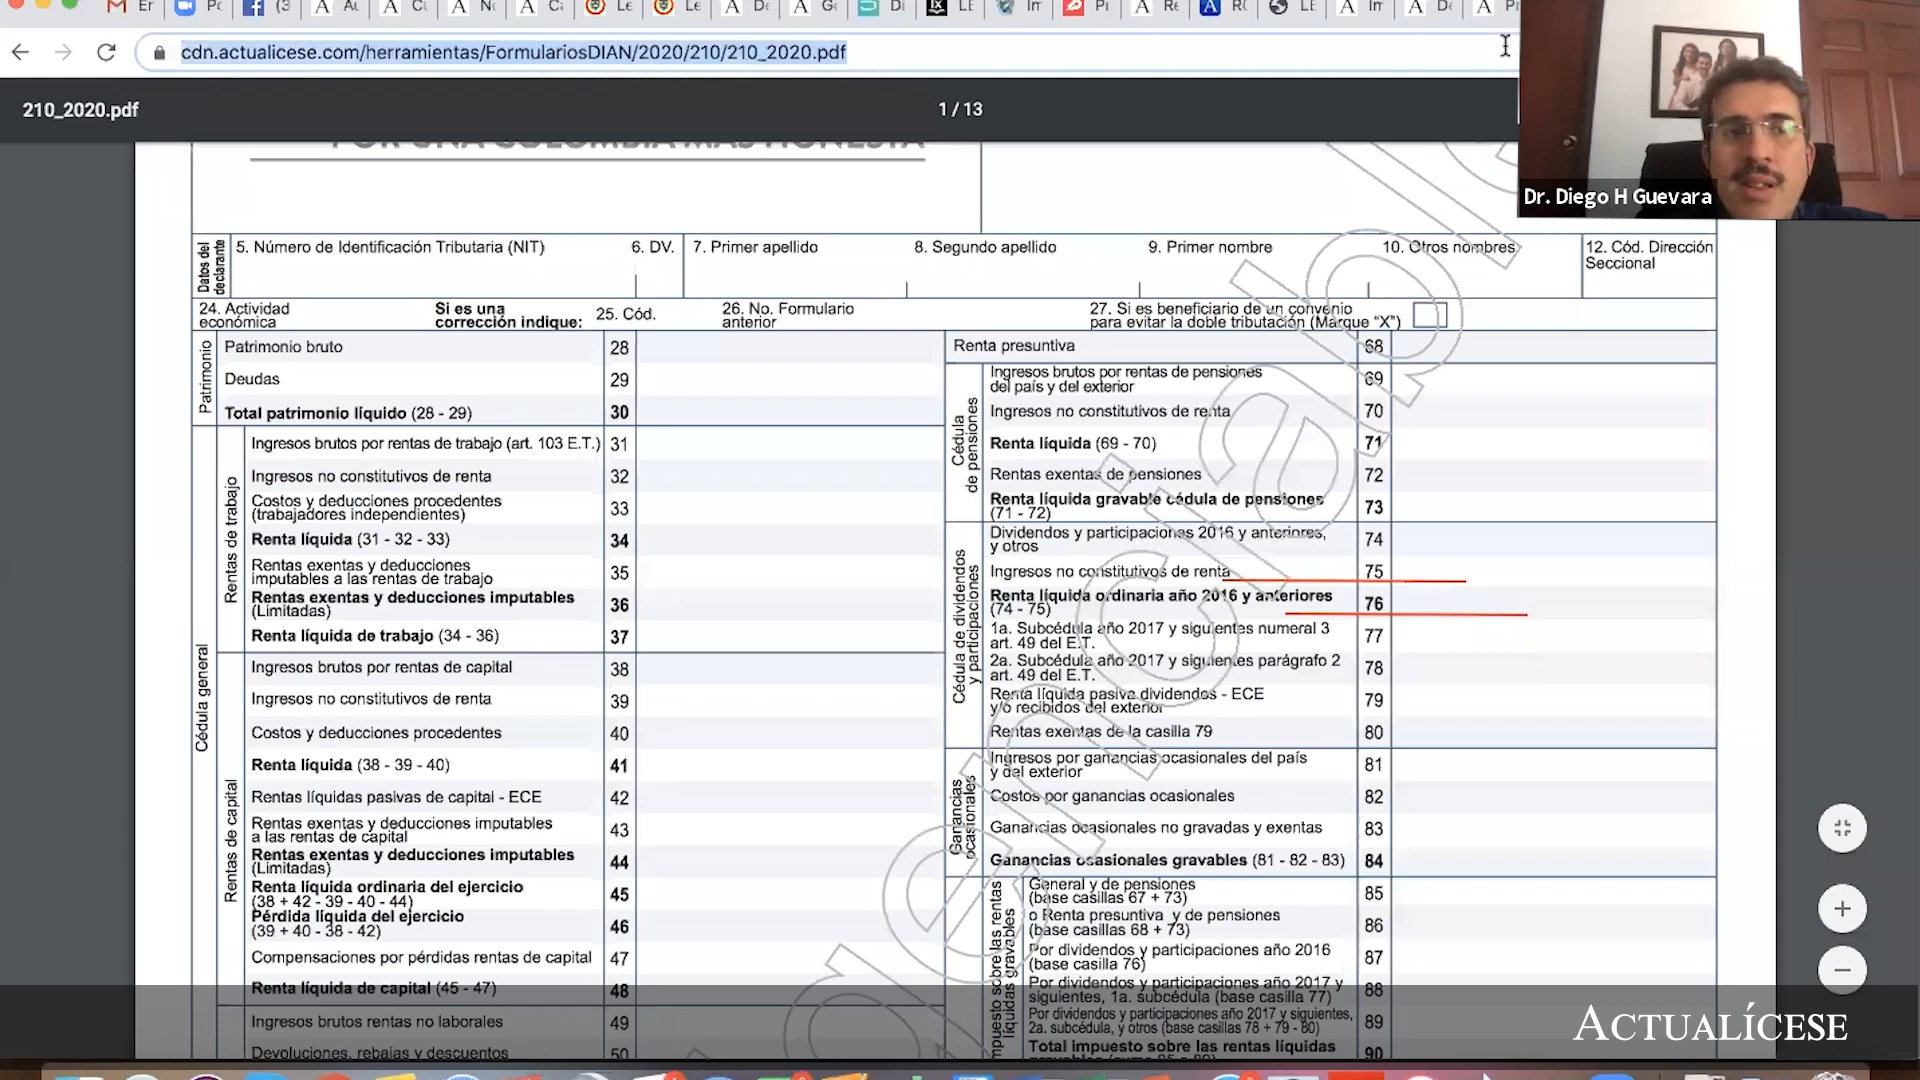 cdn.actualicese.com/herramientas/FormulariosDIAN/2020/210/210_2020.pdf
210_2020.pdf
1 / 13
Dr. Diego H Guevara
POR UNA COLOMBIA MÁS HONESTA
Datos del declarante
5. Número de Identificación Tributaria (NIT)
6. DV.
7. Primer apellido
8. Segundo apellido
9. Primer nombre
10. Otros nombres
12. Cód. Dirección
Seccional
24. Actividad
económica
Si es una
corrección indique:
25. Cód.
26. No. Formulario
anterior
27. Si es beneficiario de un convenio
para evitar la doble tributación (Marque “X”)
Patrimonio
Patrimonio bruto 28
Deudas 29
Total patrimonio líquido (28 - 29) 30
Cédula general
Rentas de trabajo
Ingresos brutos por rentas de trabajo (art. 103 E.T.) 31
Ingresos no constitutivos de renta 32
Costos y deducciones procedentes
(trabajadores independientes) 33
Renta líquida (31 - 32 - 33) 34
Rentas exentas y deducciones
imputables a las rentas de trabajo 35
Rentas exentas y deducciones imputables
(Limitadas) 36
Renta líquida de trabajo (34 - 36) 37
Rentas de capital
Ingresos brutos por rentas de capital 38
Ingresos no constitutivos de renta 39
Costos y deducciones procedentes 40
Renta líquida (38 - 39 - 40) 41
Rentas líquidas pasivas de capital - ECE 42
Rentas exentas y deducciones imputables
a las rentas de capital 43
Rentas exentas y deducciones imputables
(Limitadas) 44
Renta líquida ordinaria del ejercicio
(38 + 42 - 39 - 40 - 44) 45
Pérdida líquida del ejercicio
(39 + 40 - 38 - 42) 46
Compensaciones por pérdidas rentas de capital 47
Renta líquida de capital (45 - 47) 48
Ingresos brutos rentas no laborales 49
Devoluciones, rebajas y descuentos 50
Renta presuntiva 68
Cédula de pensiones
Ingresos brutos por rentas de pensiones
del país y del exterior 69
Ingresos no constitutivos de renta 70
Renta líquida (69 - 70) 71
Rentas exentas de pensiones 72
Renta líquida gravable cédula de pensiones
(71 - 72) 73
Cédula de dividendos y participaciones
Dividendos y participaciones 2016 y anteriores,
y otros 74
Ingresos no constitutivos de renta 75
Renta líquida ordinaria año 2016 y anteriores
(74 - 75) 76
1a. Subcédula año 2017 y siguientes numeral 3
art. 49 del E.T. 77
2a. Subcédula año 2017 y siguientes parágrafo 2
art. 49 del E.T. 78
Renta líquida pasiva dividendos - ECE
y/o recibidos del exterior 79
Rentas exentas de la casilla 79 80
Ganancias ocasionales
Ingresos por ganancias ocasionales del país
y del exterior 81
Costos por ganancias ocasionales 82
Ganancias ocasionales no gravadas y exentas 83
Ganancias ocasionales gravables (81 - 82 - 83) 84
Impuesto sobre las rentas líquidas gravables
General y de pensiones
(base casillas 67 + 73) 85
o Renta presuntiva y de pensiones
(base casillas 68 + 73) 86
Por dividendos y participaciones año 2016
(base casilla 76) 87
Por dividendos y participaciones año 2017 y
siguientes, 1a. subcédula (base casilla 77) 88
Por dividendos y participaciones año 2017 y siguientes,
2a. subcédula, y otros (base casillas 78 + 79 - 80) 89
Total impuesto sobre las rentas líquidas 90
ACTUALÍCESE